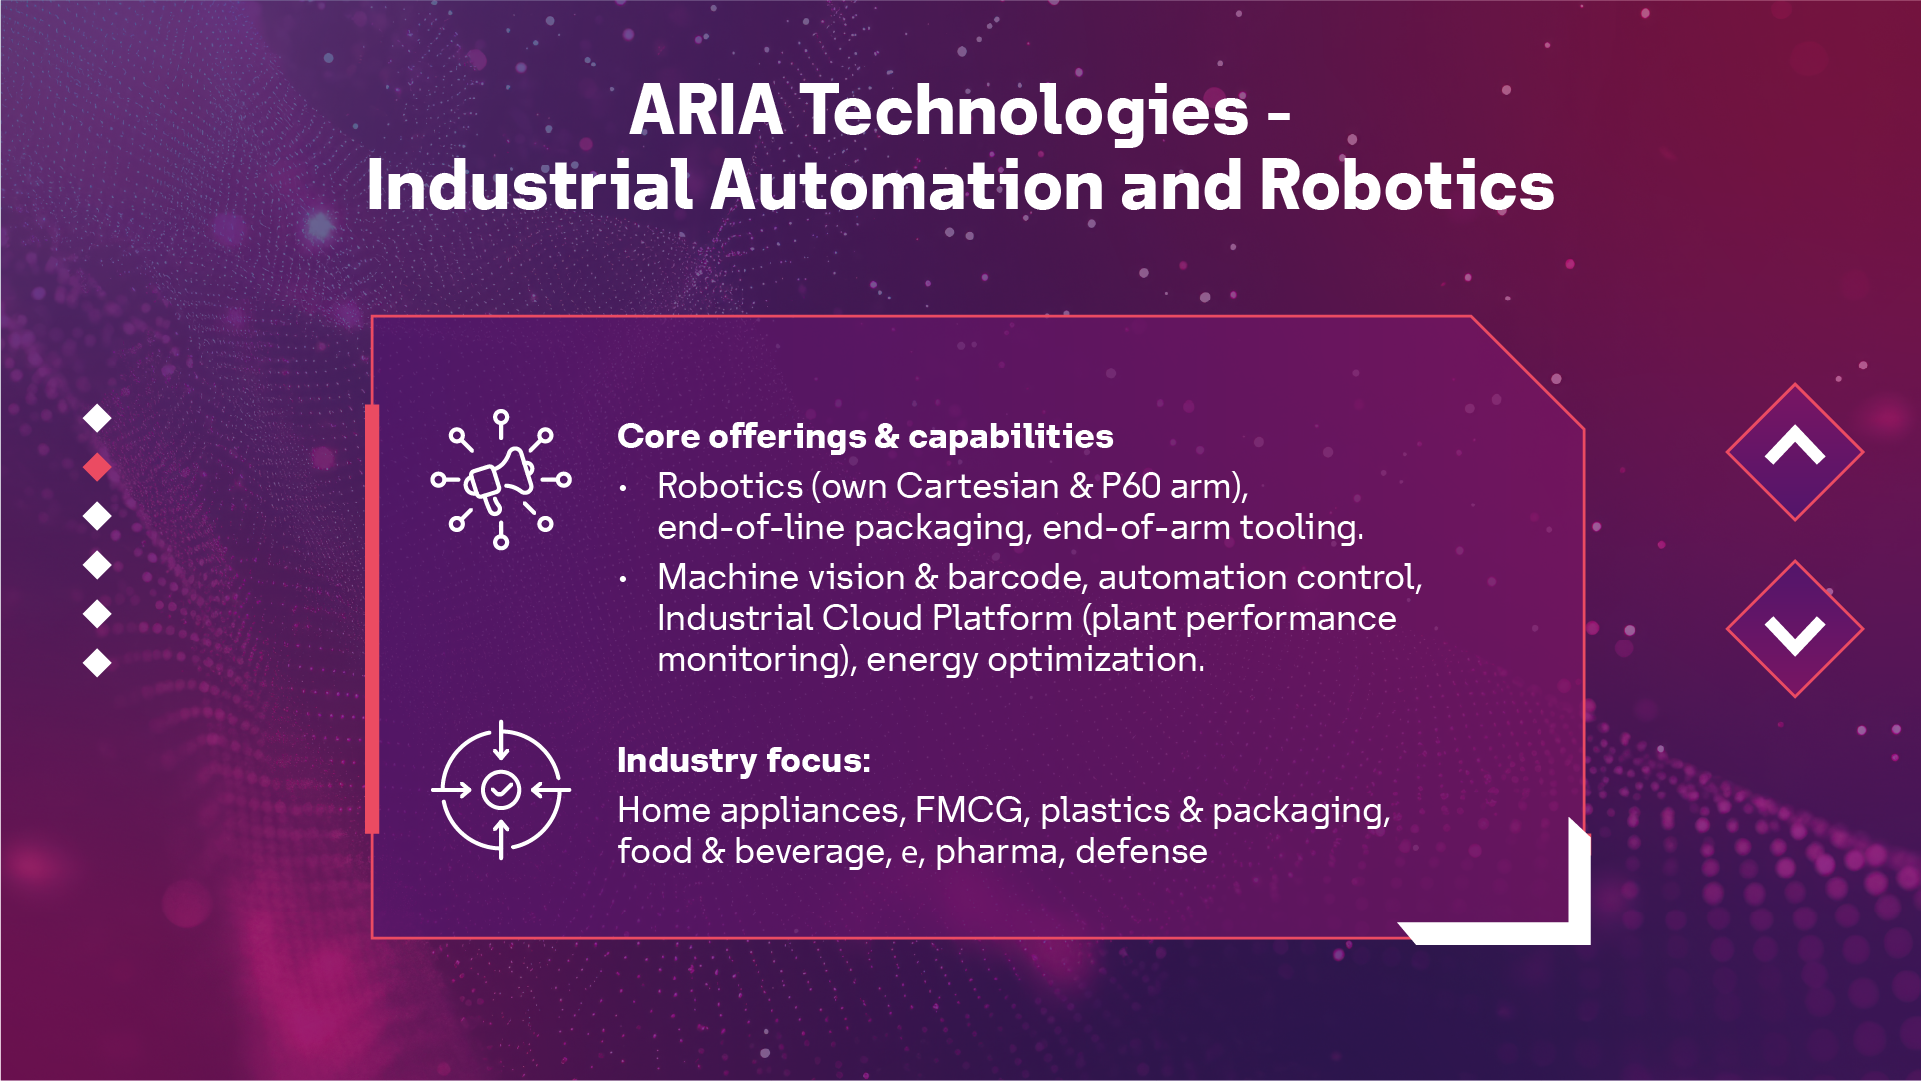 ARIA Technologies -
Industrial Automation and Robotics
Core offerings & capabilities
• Robotics (own Cartesian & P60 arm),
end-of-line packaging, end-of-arm tooling.
• Machine vision & barcode, automation control,
Industrial Cloud Platform (plant performance
monitoring), energy optimization.
Industry focus:
Home appliances, FMCG, plastics & packaging,
food & beverage, e, pharma, defense